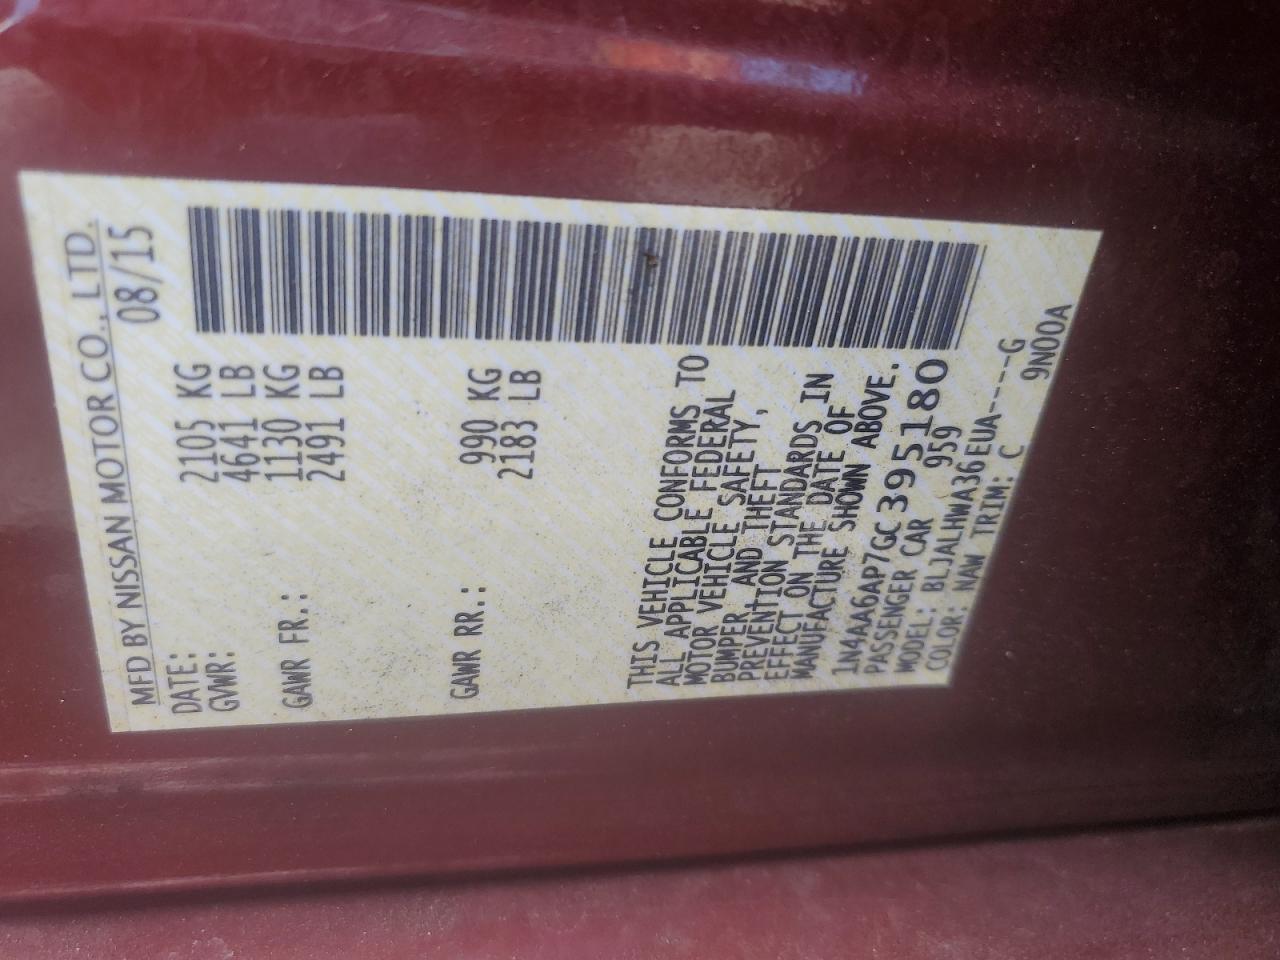 MFD BY NISSAN MOTOR CO., LTD.
DATE: 08/15
GVWR: 2105 KG
4641 LB
GAWR FR.: 1130 KG
2491 LB
GAWR RR.: 990 KG
2183 LB
THIS VEHICLE CONFORMS TO
ALL APPLICABLE FEDERAL
MOTOR VEHICLE SAFETY,
BUMPER, AND THEFT
PREVENTION STANDARDS IN
EFFECT ON THE DATE OF
MANUFACTURE SHOWN ABOVE.
1N4AA6AP7GC395180
PASSENGER CAR 959
MODEL: BLJALHWA36EUA----G
COLOR: NAW TRIM: C 9N00A